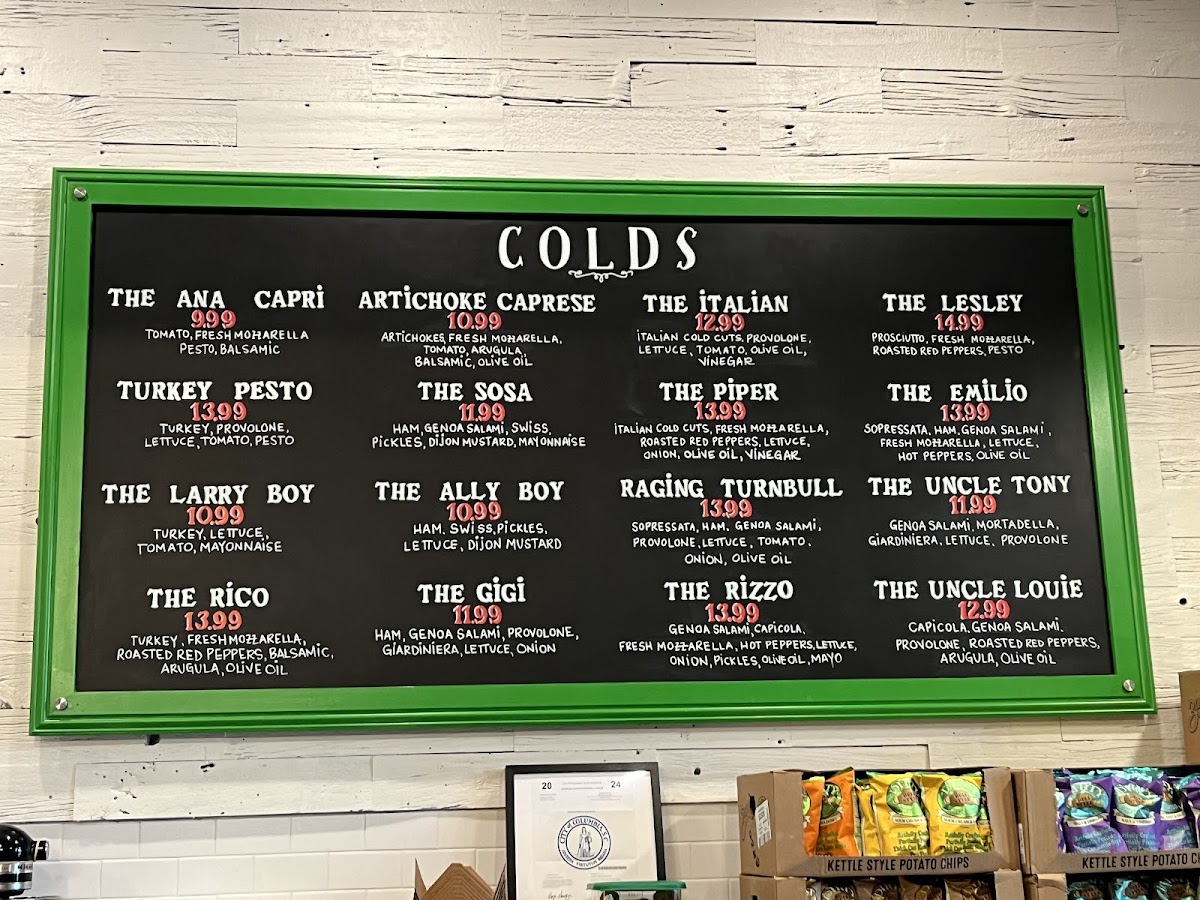 COLDS
THE ANA CAPRI
9.99
TOMATO, FRESH MOZZARELLA
PESTO, BALSAMIC
ARTICHOKE CAPRESE
10.99
ARTICHOKES, FRESH MOZZARELLA,
TOMATO, ARUGULA,
BALSAMIC, OLIVE OIL
THE ITALIAN
12.99
ITALIAN COLD CUTS, PROVOLONE,
LETTUCE, TOMATO, OLIVE OIL,
VINEGAR
THE LESLEY
14.99
PROSCIUTTO, FRESH MOZZARELLA,
ROASTED RED PEPPERS, PESTO
TURKEY PESTO
13.99
TURKEY, PROVOLONE,
LETTUCE, TOMATO, PESTO
THE SOSA
11.99
HAM, GENOA SALAMI, SWISS,
PICKLES, DIJON MUSTARD, MAYONNAISE
THE PIPER
13.99
ITALIAN COLD CUTS, FRESH MOZZARELLA,
ROASTED RED PEPPERS, LETTUCE,
ONION, OLIVE OIL, VINEGAR
THE EMILIO
13.99
SOPRESSATA, HAM, GENOA SALAMI,
FRESH MOZZARELLA, LETTUCE,
HOT PEPPERS, OLIVE OIL
THE LARRY BOY
10.99
TURKEY, LETTUCE,
TOMATO, MAYONNAISE
THE ALLY BOY
10.99
HAM, SWISS, PICKLES,
LETTUCE, DIJON MUSTARD
RAGING TURNBULL
13.99
SOPRESSATA, HAM, GENOA SALAMI,
PROVOLONE, LETTUCE, TOMATO,
ONION, OLIVE OIL
THE UNCLE TONY
11.99
GENOA SALAMI, MORTADELLA,
GIARDINIERA, LETTUCE, PROVOLONE
THE RICO
13.99
TURKEY, FRESH MOZZARELLA,
ROASTED RED PEPPERS, BALSAMIC,
ARUGULA, OLIVE OIL
THE GIGI
11.99
HAM, GENOA SALAMI, PROVOLONE,
GIARDINIERA, LETTUCE, ONION
THE RIZZO
13.99
GENOA SALAMI, CAPICOLA,
FRESH MOZZARELLA, HOT PEPPERS, LETTUCE,
ONION, PICKLES, OLIVE OIL, MAYO
THE UNCLE LOUIE
12.99
CAPICOLA, GENOA SALAMI,
PROVOLONE, ROASTED RED PEPPERS,
ARUGULA, OLIVE OIL
20 24
CITY OF COLUMBIA, S.C.
KETTLE STYLE POTATO CHIPS
KETTLE STYLE POTATO